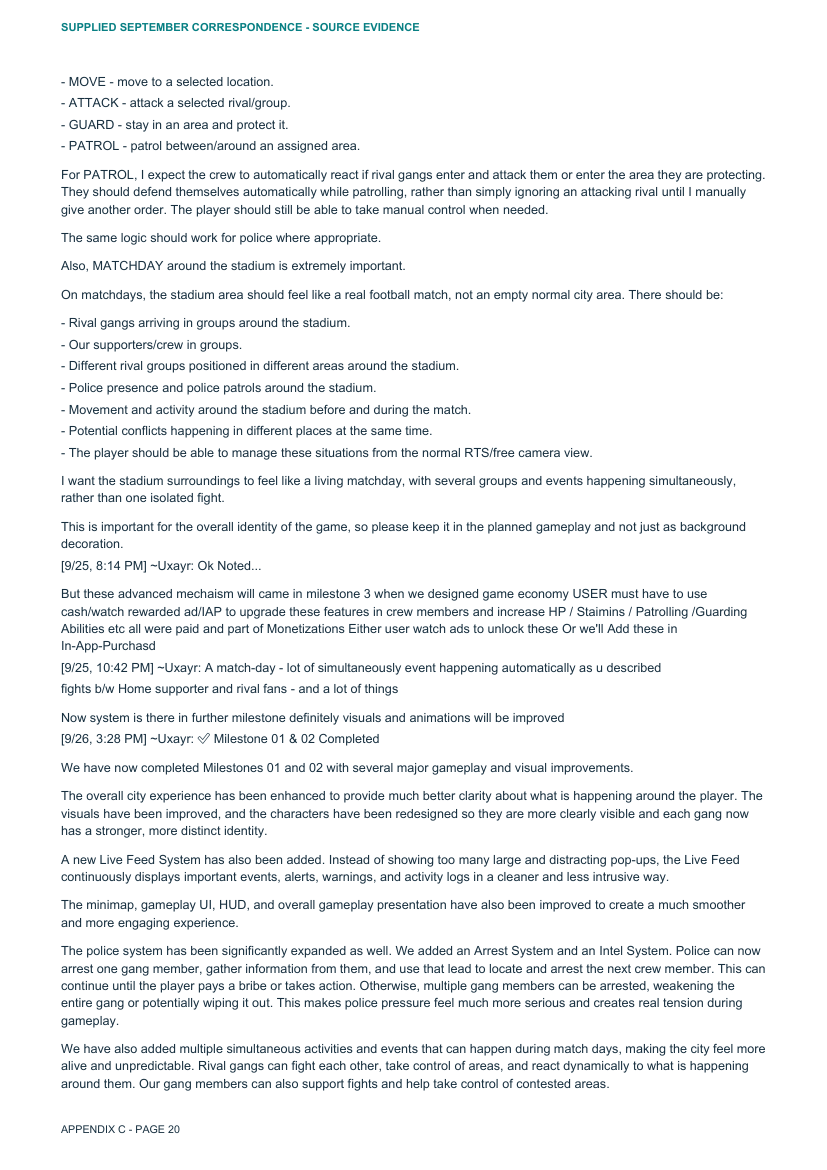 SUPPLIED SEPTEMBER CORRESPONDENCE - SOURCE EVIDENCE
- MOVE - move to a selected location.
- ATTACK - attack a selected rival/group.
- GUARD - stay in an area and protect it.
- PATROL - patrol between/around an assigned area.
For PATROL, I expect the crew to automatically react if rival gangs enter and attack them or enter the area they are protecting.
They should defend themselves automatically while patrolling, rather than simply ignoring an attacking rival until I manually
give another order. The player should still be able to take manual control when needed.
The same logic should work for police where appropriate.
Also, MATCHDAY around the stadium is extremely important.
On matchdays, the stadium area should feel like a real football match, not an empty normal city area. There should be:
- Rival gangs arriving in groups around the stadium.
- Our supporters/crew in groups.
- Different rival groups positioned in different areas around the stadium.
- Police presence and police patrols around the stadium.
- Movement and activity around the stadium before and during the match.
- Potential conflicts happening in different places at the same time.
- The player should be able to manage these situations from the normal RTS/free camera view.
I want the stadium surroundings to feel like a living matchday, with several groups and events happening simultaneously,
rather than one isolated fight.
This is important for the overall identity of the game, so please keep it in the planned gameplay and not just as background
decoration.
[9/25, 8:14 PM] ~Uxayr: Ok Noted...
But these advanced mechaism will came in milestone 3 when we designed game economy USER must have to use
cash/watch rewarded ad/IAP to upgrade these features in crew members and increase HP / Staimins / Patrolling /Guarding
Abilities etc all were paid and part of Monetizations Either user watch ads to unlock these Or we'll Add these in
In-App-Purchasd
[9/25, 10:42 PM] ~Uxayr: A match-day - lot of simultaneously event happening automatically as u described
fights b/w Home supporter and rival fans - and a lot of things
Now system is there in further milestone definitely visuals and animations will be improved
[9/26, 3:28 PM] ~Uxayr: ✅ Milestone 01 & 02 Completed
We have now completed Milestones 01 and 02 with several major gameplay and visual improvements.
The overall city experience has been enhanced to provide much better clarity about what is happening around the player. The
visuals have been improved, and the characters have been redesigned so they are more clearly visible and each gang now
has a stronger, more distinct identity.
A new Live Feed System has also been added. Instead of showing too many large and distracting pop-ups, the Live Feed
continuously displays important events, alerts, warnings, and activity logs in a cleaner and less intrusive way.
The minimap, gameplay UI, HUD, and overall gameplay presentation have also been improved to create a much smoother
and more engaging experience.
The police system has been significantly expanded as well. We added an Arrest System and an Intel System. Police can now
arrest one gang member, gather information from them, and use that lead to locate and arrest the next crew member. This can
continue until the player pays a bribe or takes action. Otherwise, multiple gang members can be arrested, weakening the
entire gang or potentially wiping it out. This makes police pressure feel much more serious and creates real tension during
gameplay.
We have also added multiple simultaneous activities and events that can happen during match days, making the city feel more
alive and unpredictable. Rival gangs can fight each other, take control of areas, and react dynamically to what is happening
around them. Our gang members can also support fights and help take control of contested areas.
APPENDIX C - PAGE 20